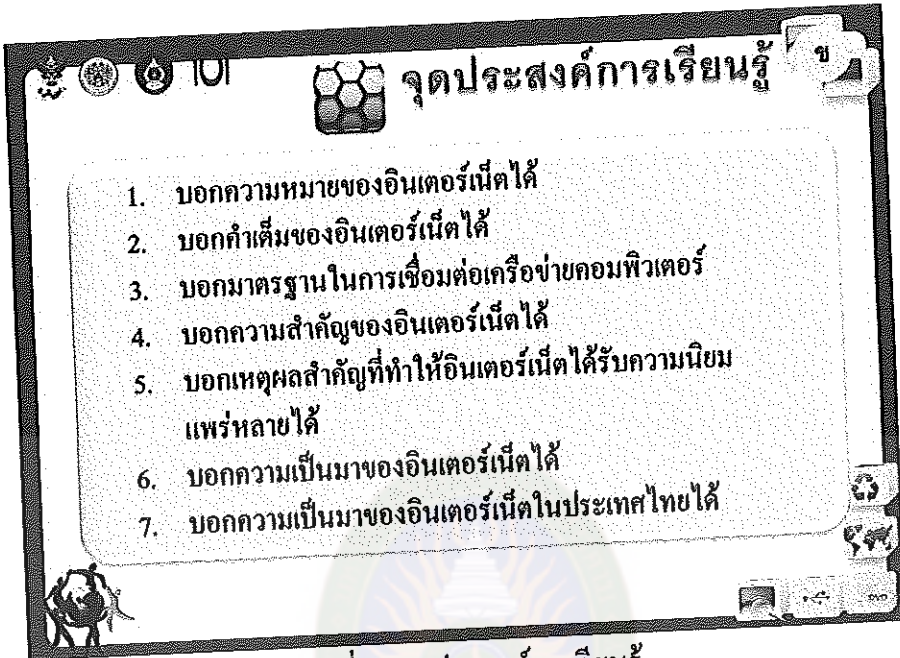 101
จุดประสงค์การเรียนรู้
ข
1. บอกความหมายของอินเตอร์เน็ตได้
2. บอกคำเต็มของอินเตอร์เน็ตได้
3. บอกมาตรฐานในการเชื่อมต่อเครือข่ายคอมพิวเตอร์
4. บอกความสำคัญของอินเตอร์เน็ตได้
5. บอกเหตุผลสำคัญที่ทำให้อินเตอร์เน็ตได้รับความนิยม
แพร่หลายได้
6. บอกความเป็นมาของอินเตอร์เน็ตได้
7. บอกความเป็นมาของอินเตอร์เน็ตในประเทศไทยได้
DVD